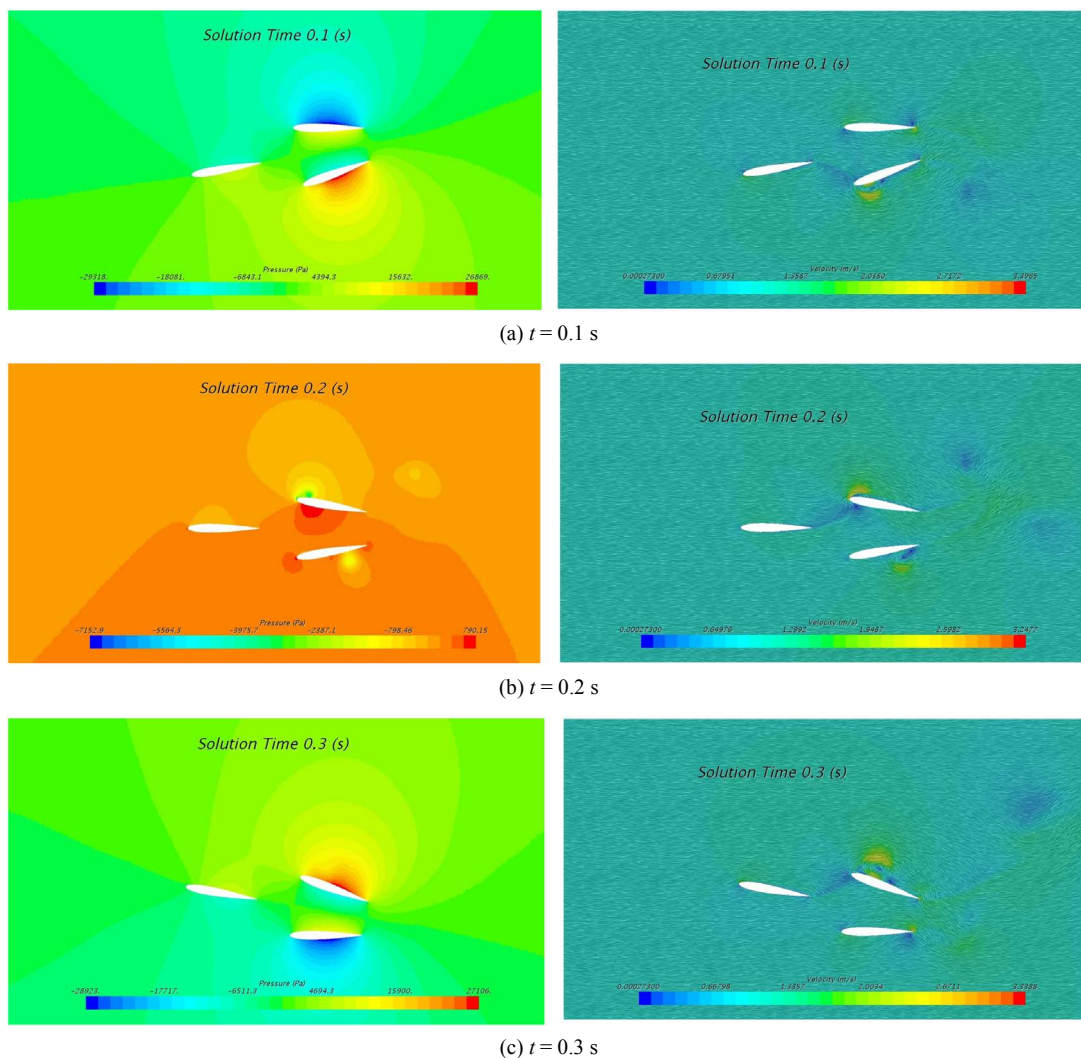 Solution Time 0.1 (s)
Pressure (Pa)
-29318. -18081. -6843.1 4394.3 15632. 26869.
Solution Time 0.1 (s)
Velocity (m/s)
0.00027300 0.67951 1.3587 2.0380 2.7172 3.3965
(a) t = 0.1 s
Solution Time 0.2 (s)
Pressure (Pa)
-7152.9 -5564.3 -3975.7 -2387.1 -798.46 790.15
Solution Time 0.2 (s)
Velocity (m/s)
0.00027300 0.64976 1.2992 1.9487 2.5982 3.2477
(b) t = 0.2 s
Solution Time 0.3 (s)
Pressure (Pa)
-28923. -17717. -6511.3 4694.3 15900. 27106.
Solution Time 0.3 (s)
Velocity (m/s)
0.00027300 0.66798 1.3357 2.0034 2.6711 3.3388
(c) t = 0.3 s